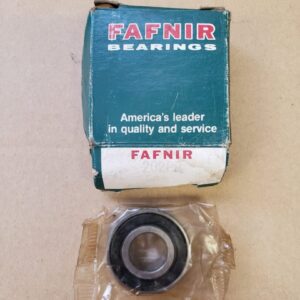 FAFNIR
BEARINGS
America's leader
in quality and service
FAFNIR